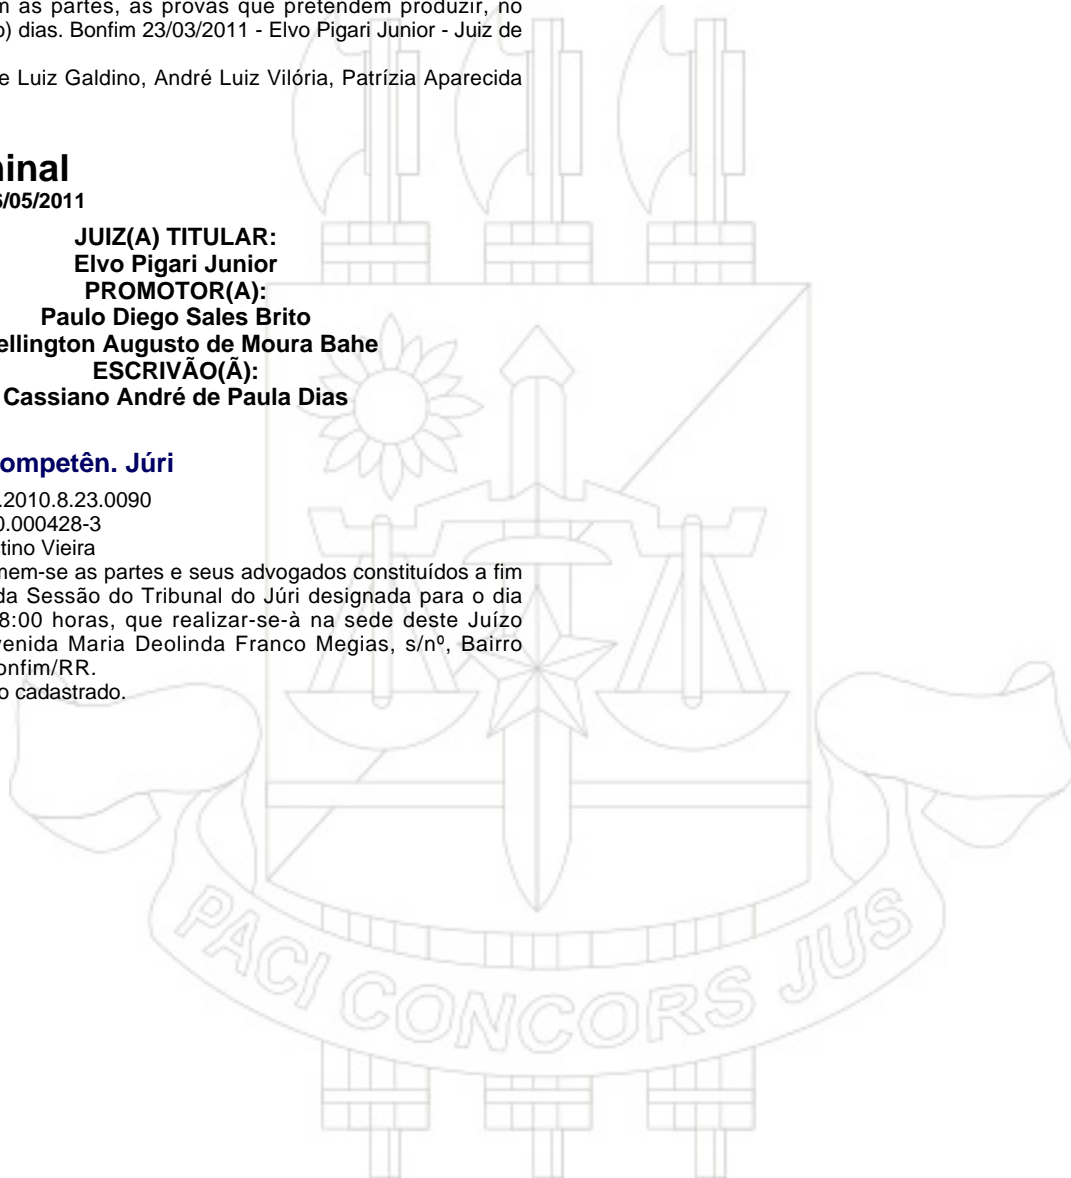 m as partes, as provas que pretendem produzir, no
o) dias. Bonfim 23/03/2011 - Elvo Pigari Junior - Juiz de
e Luiz Galdino, André Luiz Vilória, Patrízia Aparecida
inal
6/05/2011
JUIZ(A) TITULAR:
Elvo Pigari Junior
PROMOTOR(A):
Paulo Diego Sales Brito
ellington Augusto de Moura Bahe
ESCRIVÃO(Ã):
Cassiano André de Paula Dias
ompetên. Júri
.2010.8.23.0090
0.000428-3
tino Vieira
mem-se as partes e seus advogados constituídos a fim
da Sessão do Tribunal do Júri designada para o dia
8:00 horas, que realizar-se-à na sede deste Juízo
venida Maria Deolinda Franco Megias, s/nº, Bairro
onfim/RR.
o cadastrado.
PACI CONCORS JUS